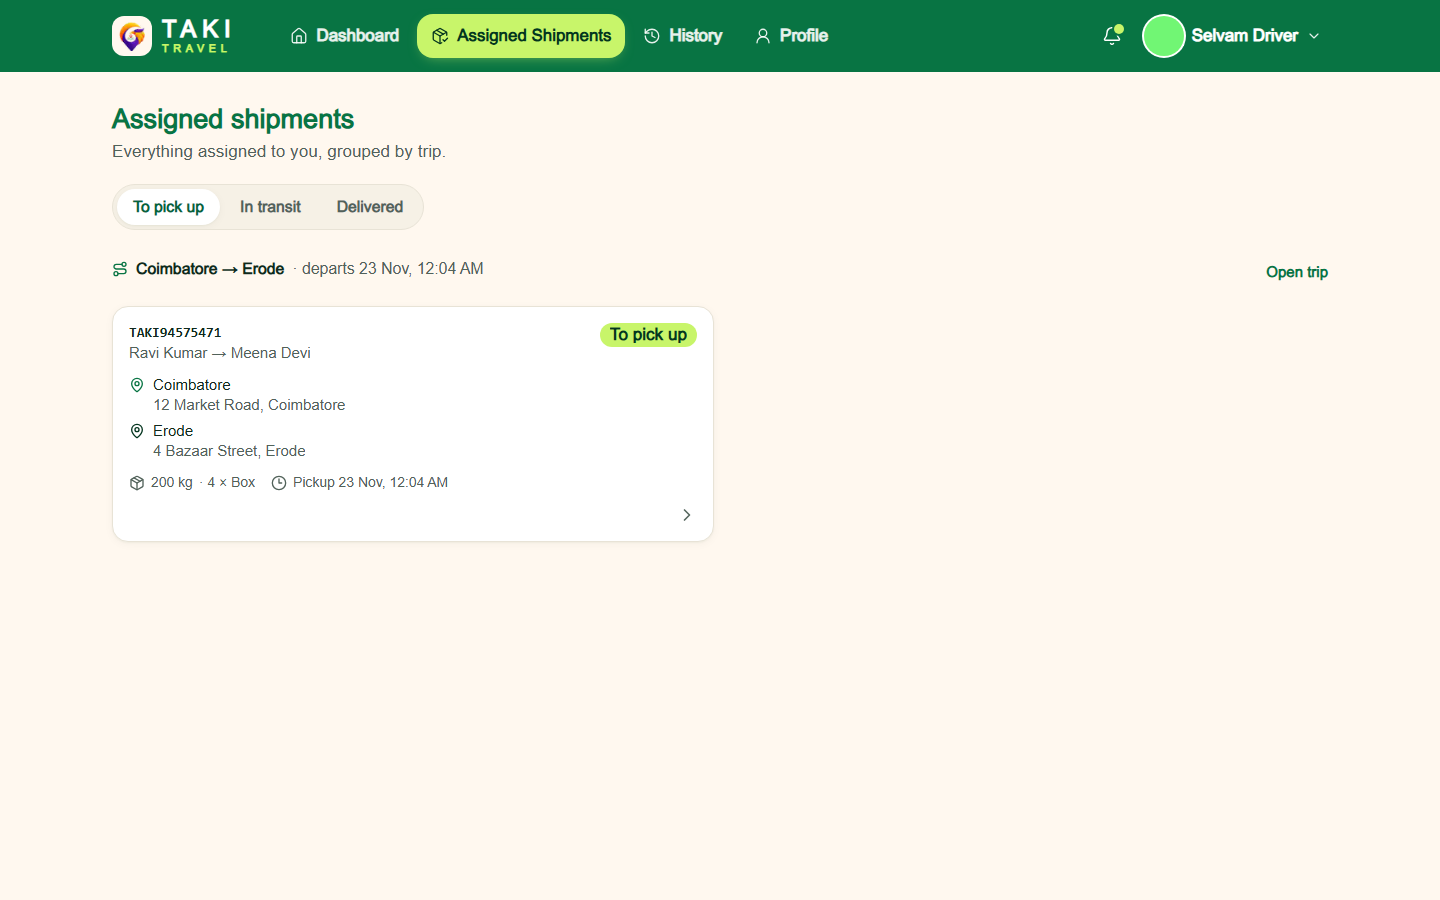 TAKI
TRAVEL
Dashboard
Assigned Shipments
History
Profile
Selvam Driver
Assigned shipments
Everything assigned to you, grouped by trip.
To pick up
In transit
Delivered
Coimbatore → Erode · departs 23 Nov, 12:04 AM
Open trip
TAKI94575471
To pick up
Ravi Kumar → Meena Devi
Coimbatore
12 Market Road, Coimbatore
Erode
4 Bazaar Street, Erode
200 kg · 4 × Box
Pickup 23 Nov, 12:04 AM